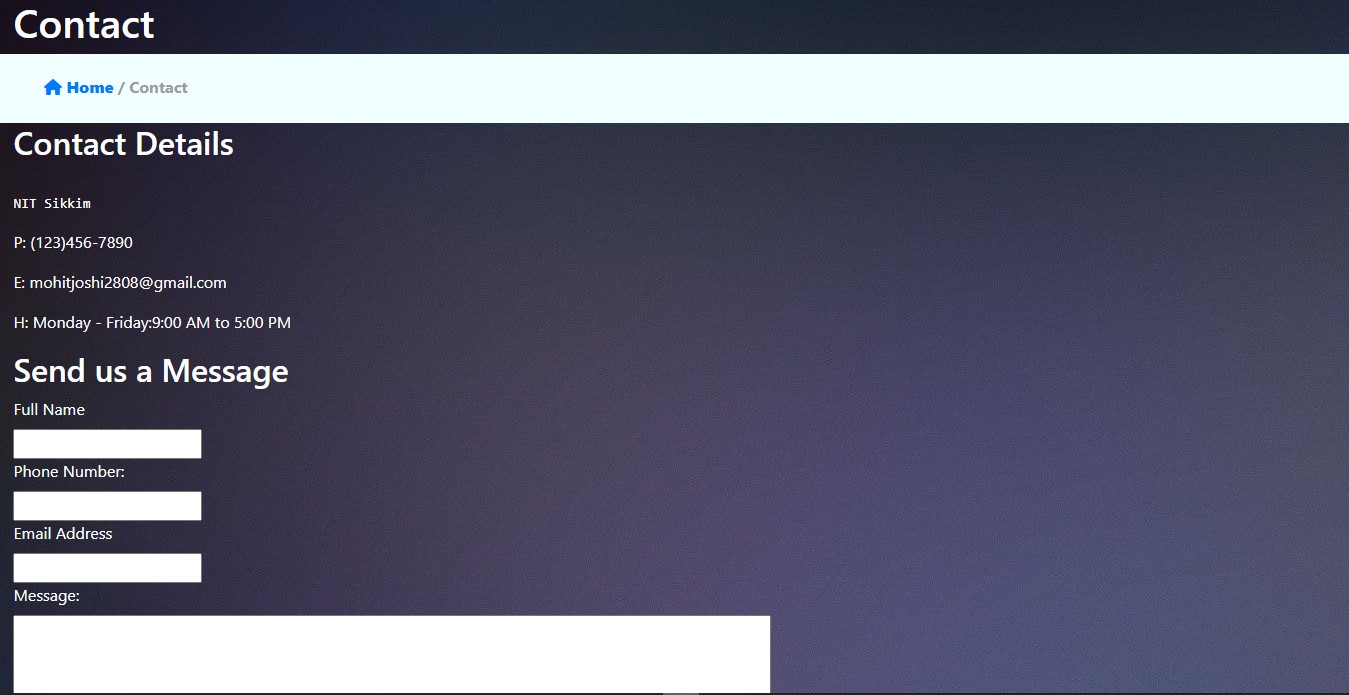 Contact
Home / Contact
Contact Details
NIT Sikkim
P: (123)456-7890
E: mohitjoshi2808@gmail.com
H: Monday - Friday:9:00 AM to 5:00 PM
Send us a Message
Full Name
Phone Number:
Email Address
Message: